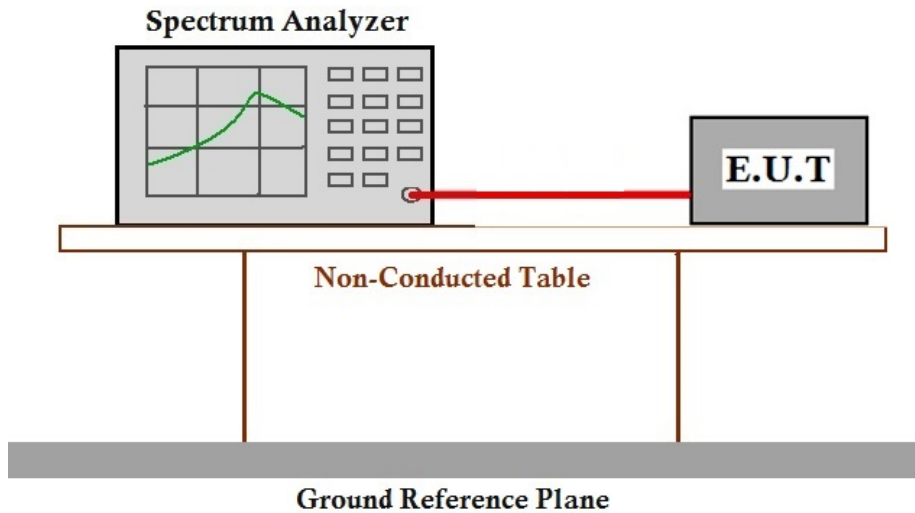 Spectrum Analyzer
E.U.T
Non-Conducted Table
Ground Reference Plane